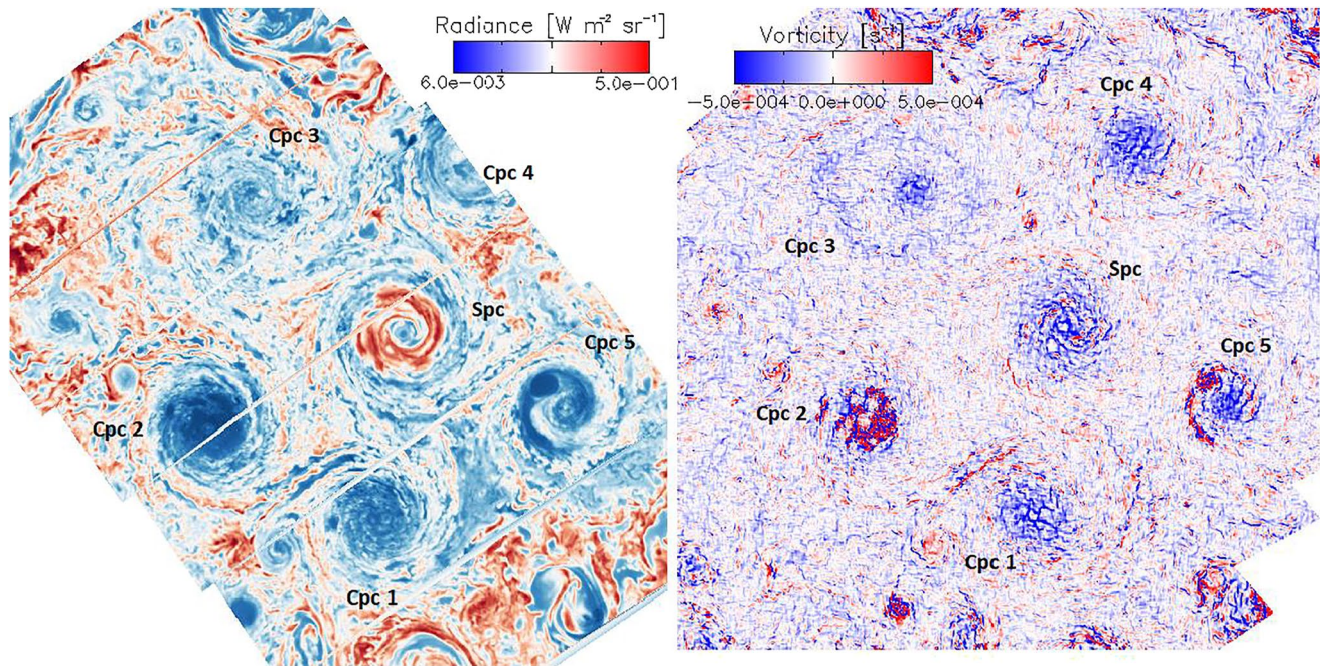 Radiance [W m⁻² sr⁻¹]
6.0e-003 5.0e-001
Vorticity [s⁻¹]
-5.0e-004 0.0e+000 5.0e-004
Cpc 3
Cpc 4
Spc
Cpc 5
Cpc 2
Cpc 1
Cpc 4
Cpc 3
Spc
Cpc 5
Cpc 2
Cpc 1